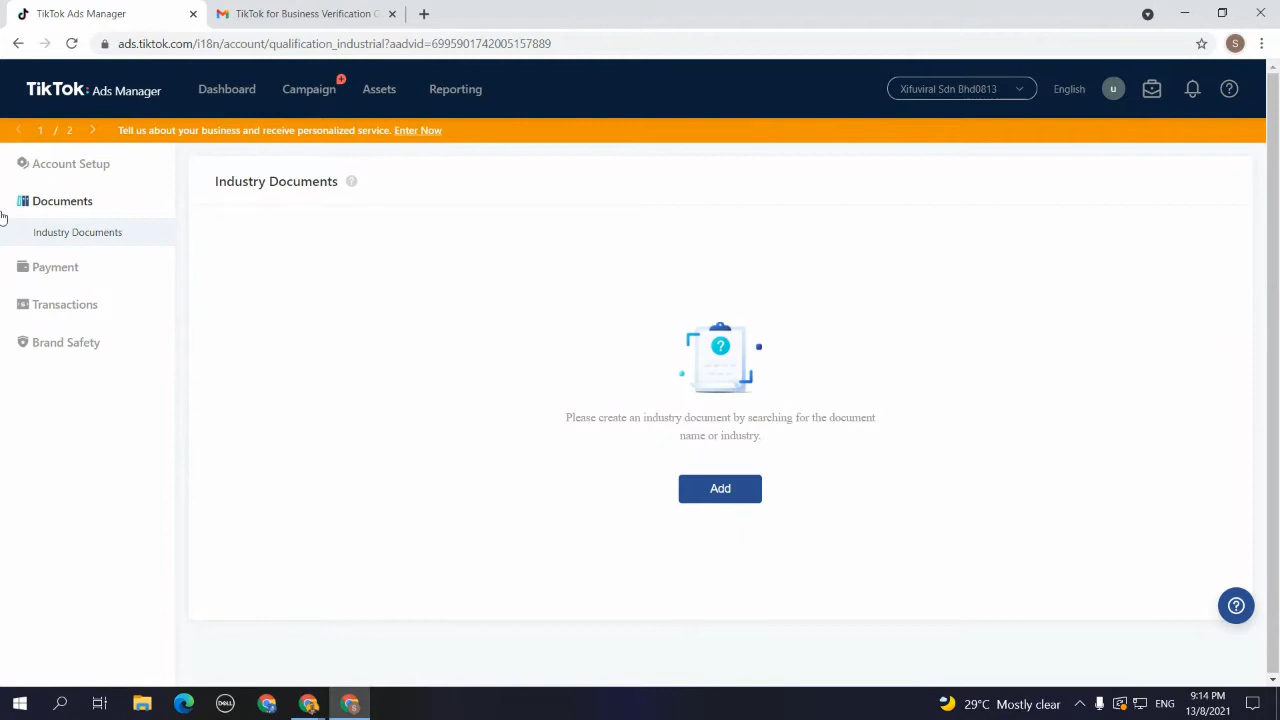 TikTok Ads Manager
TikTok for Business Verification C
ads.tiktok.com/i18n/account/qualification_industrial?aadvid=6995901742005157889
S
TikTok: Ads Manager
Dashboard
Campaign
Assets
Reporting
Xifuviral Sdn Bhd0813
English
u
1 / 2
Tell us about your business and receive personalized service. Enter Now
Account Setup
Documents
Industry Documents
Payment
Transactions
Brand Safety
Industry Documents
Please create an industry document by searching for the document
name or industry.
Add
DELL
29°C Mostly clear
ENG
9:14 PM
13/8/2021